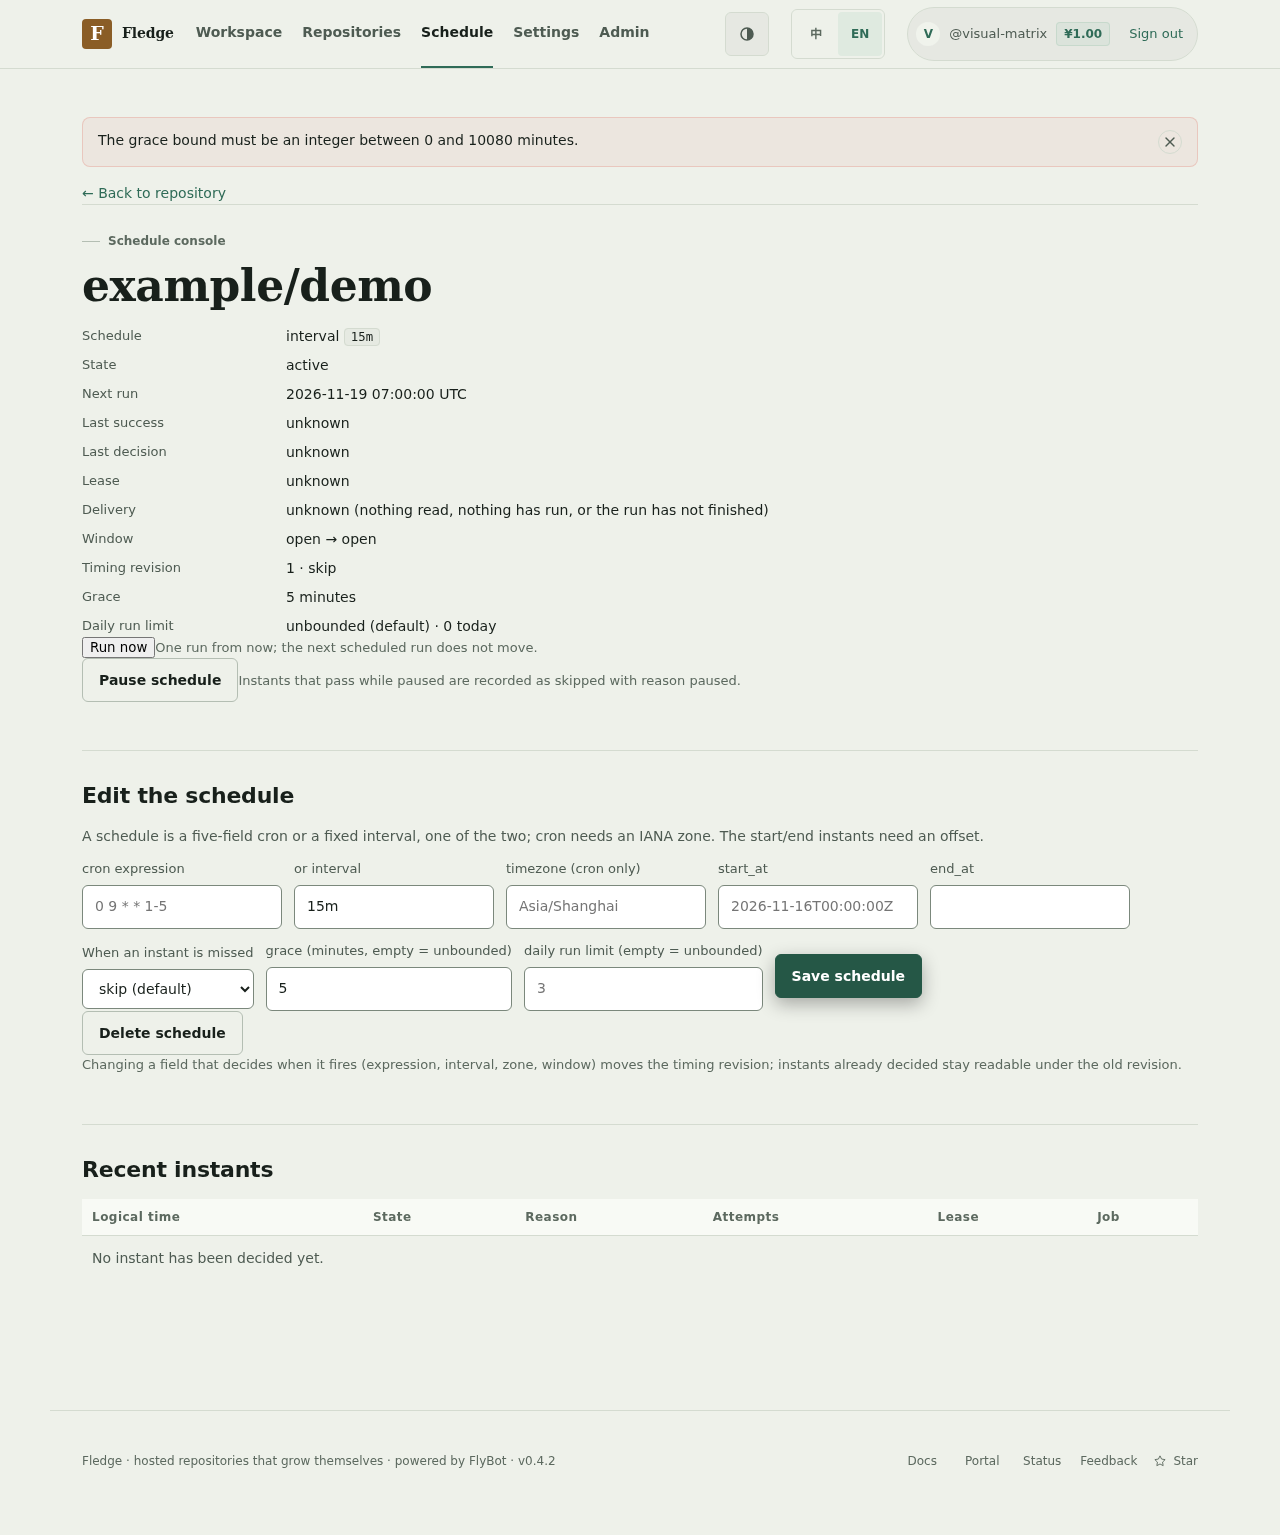 F Fledge Workspace Repositories Schedule Settings Admin 中 EN V @visual-matrix ¥1.00 Sign out
The grace bound must be an integer between 0 and 10080 minutes.
← Back to repository
Schedule console
example/demo
Schedule interval 15m
State active
Next run 2026-11-19 07:00:00 UTC
Last success unknown
Last decision unknown
Lease unknown
Delivery unknown (nothing read, nothing has run, or the run has not finished)
Window open → open
Timing revision 1 · skip
Grace 5 minutes
Daily run limit unbounded (default) · 0 today
Run now One run from now; the next scheduled run does not move.
Pause schedule Instants that pass while paused are recorded as skipped with reason paused.
Edit the schedule
A schedule is a five-field cron or a fixed interval, one of the two; cron needs an IANA zone. The start/end instants need an offset.
cron expression or interval timezone (cron only) start_at end_at
0 9 * * 1-5 15m Asia/Shanghai 2026-11-16T00:00:00Z
When an instant is missed grace (minutes, empty = unbounded) daily run limit (empty = unbounded)
skip (default) 5 3 Save schedule
Delete schedule
Changing a field that decides when it fires (expression, interval, zone, window) moves the timing revision; instants already decided stay readable under the old revision.
Recent instants
Logical time State Reason Attempts Lease Job
No instant has been decided yet.
Fledge · hosted repositories that grow themselves · powered by FlyBot · v0.4.2 Docs Portal Status Feedback Star